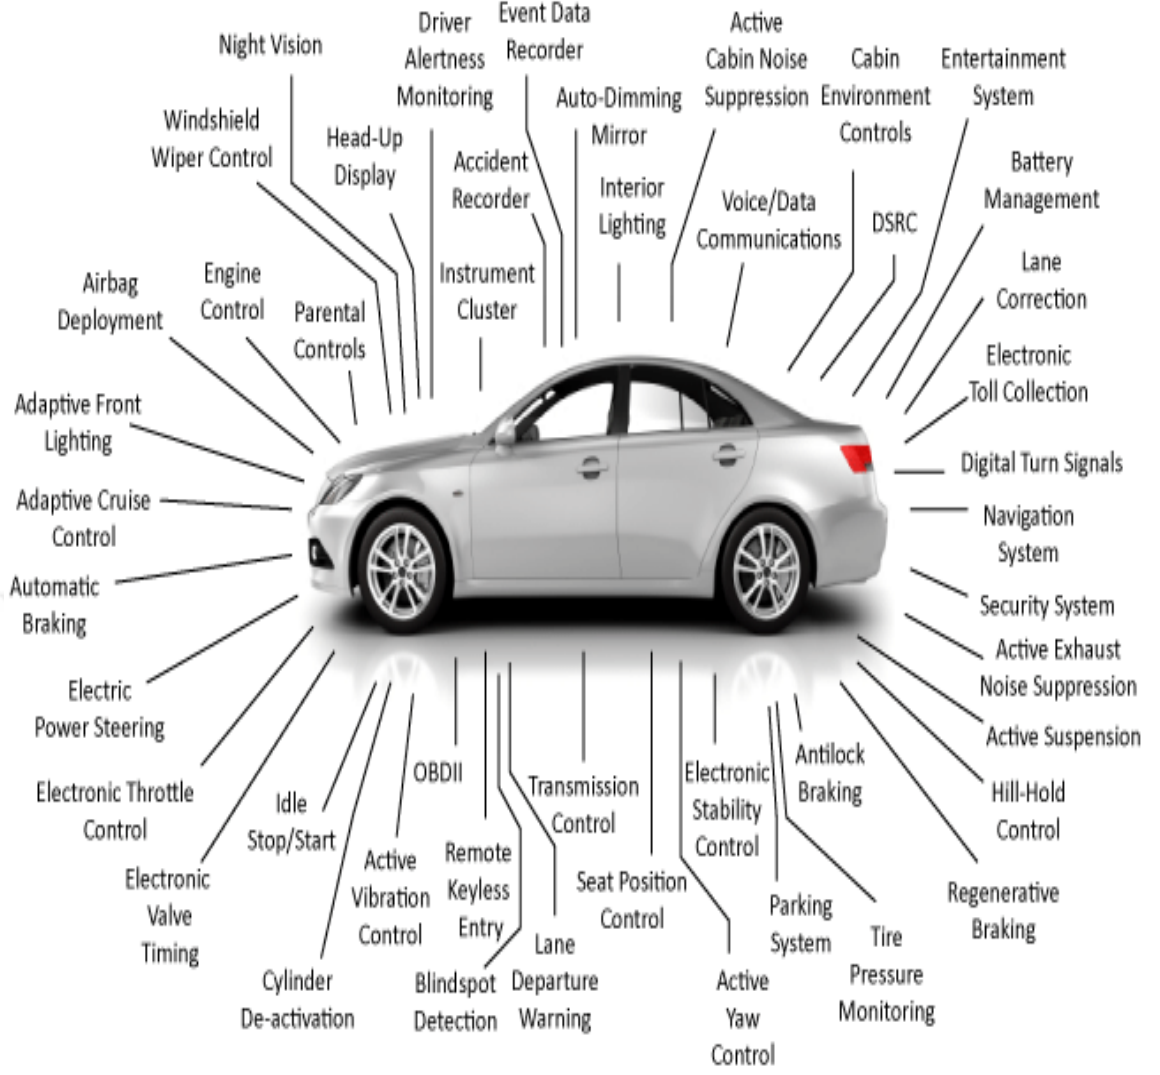 Event Data
Recorder
Driver
Alertness
Monitoring
Active
Cabin Noise
Suppression
Night Vision
Cabin
Environment
Controls
Entertainment
System
Auto-Dimming
Mirror
Windshield
Wiper Control
Head-Up
Display
Accident
Recorder
Interior
Lighting
Voice/Data
Communications
DSRC
Battery
Management
Airbag
Deployment
Engine
Control
Parental
Controls
Instrument
Cluster
Lane
Correction
Electronic
Toll Collection
Adaptive Front
Lighting
Digital Turn Signals
Adaptive Cruise
Control
Navigation
System
Automatic
Braking
Security System
Active Exhaust
Noise Suppression
Electric
Power Steering
Active Suspension
Electronic Throttle
Control
Idle
Stop/Start
OBDII
Transmission
Control
Electronic
Stability
Control
Antilock
Braking
Hill-Hold
Control
Electronic
Valve
Timing
Active
Vibration
Control
Remote
Keyless
Entry
Seat Position
Control
Parking
System
Regenerative
Braking
Cylinder
De-activation
Blindspot
Detection
Lane
Departure
Warning
Active
Yaw
Control
Tire
Pressure
Monitoring